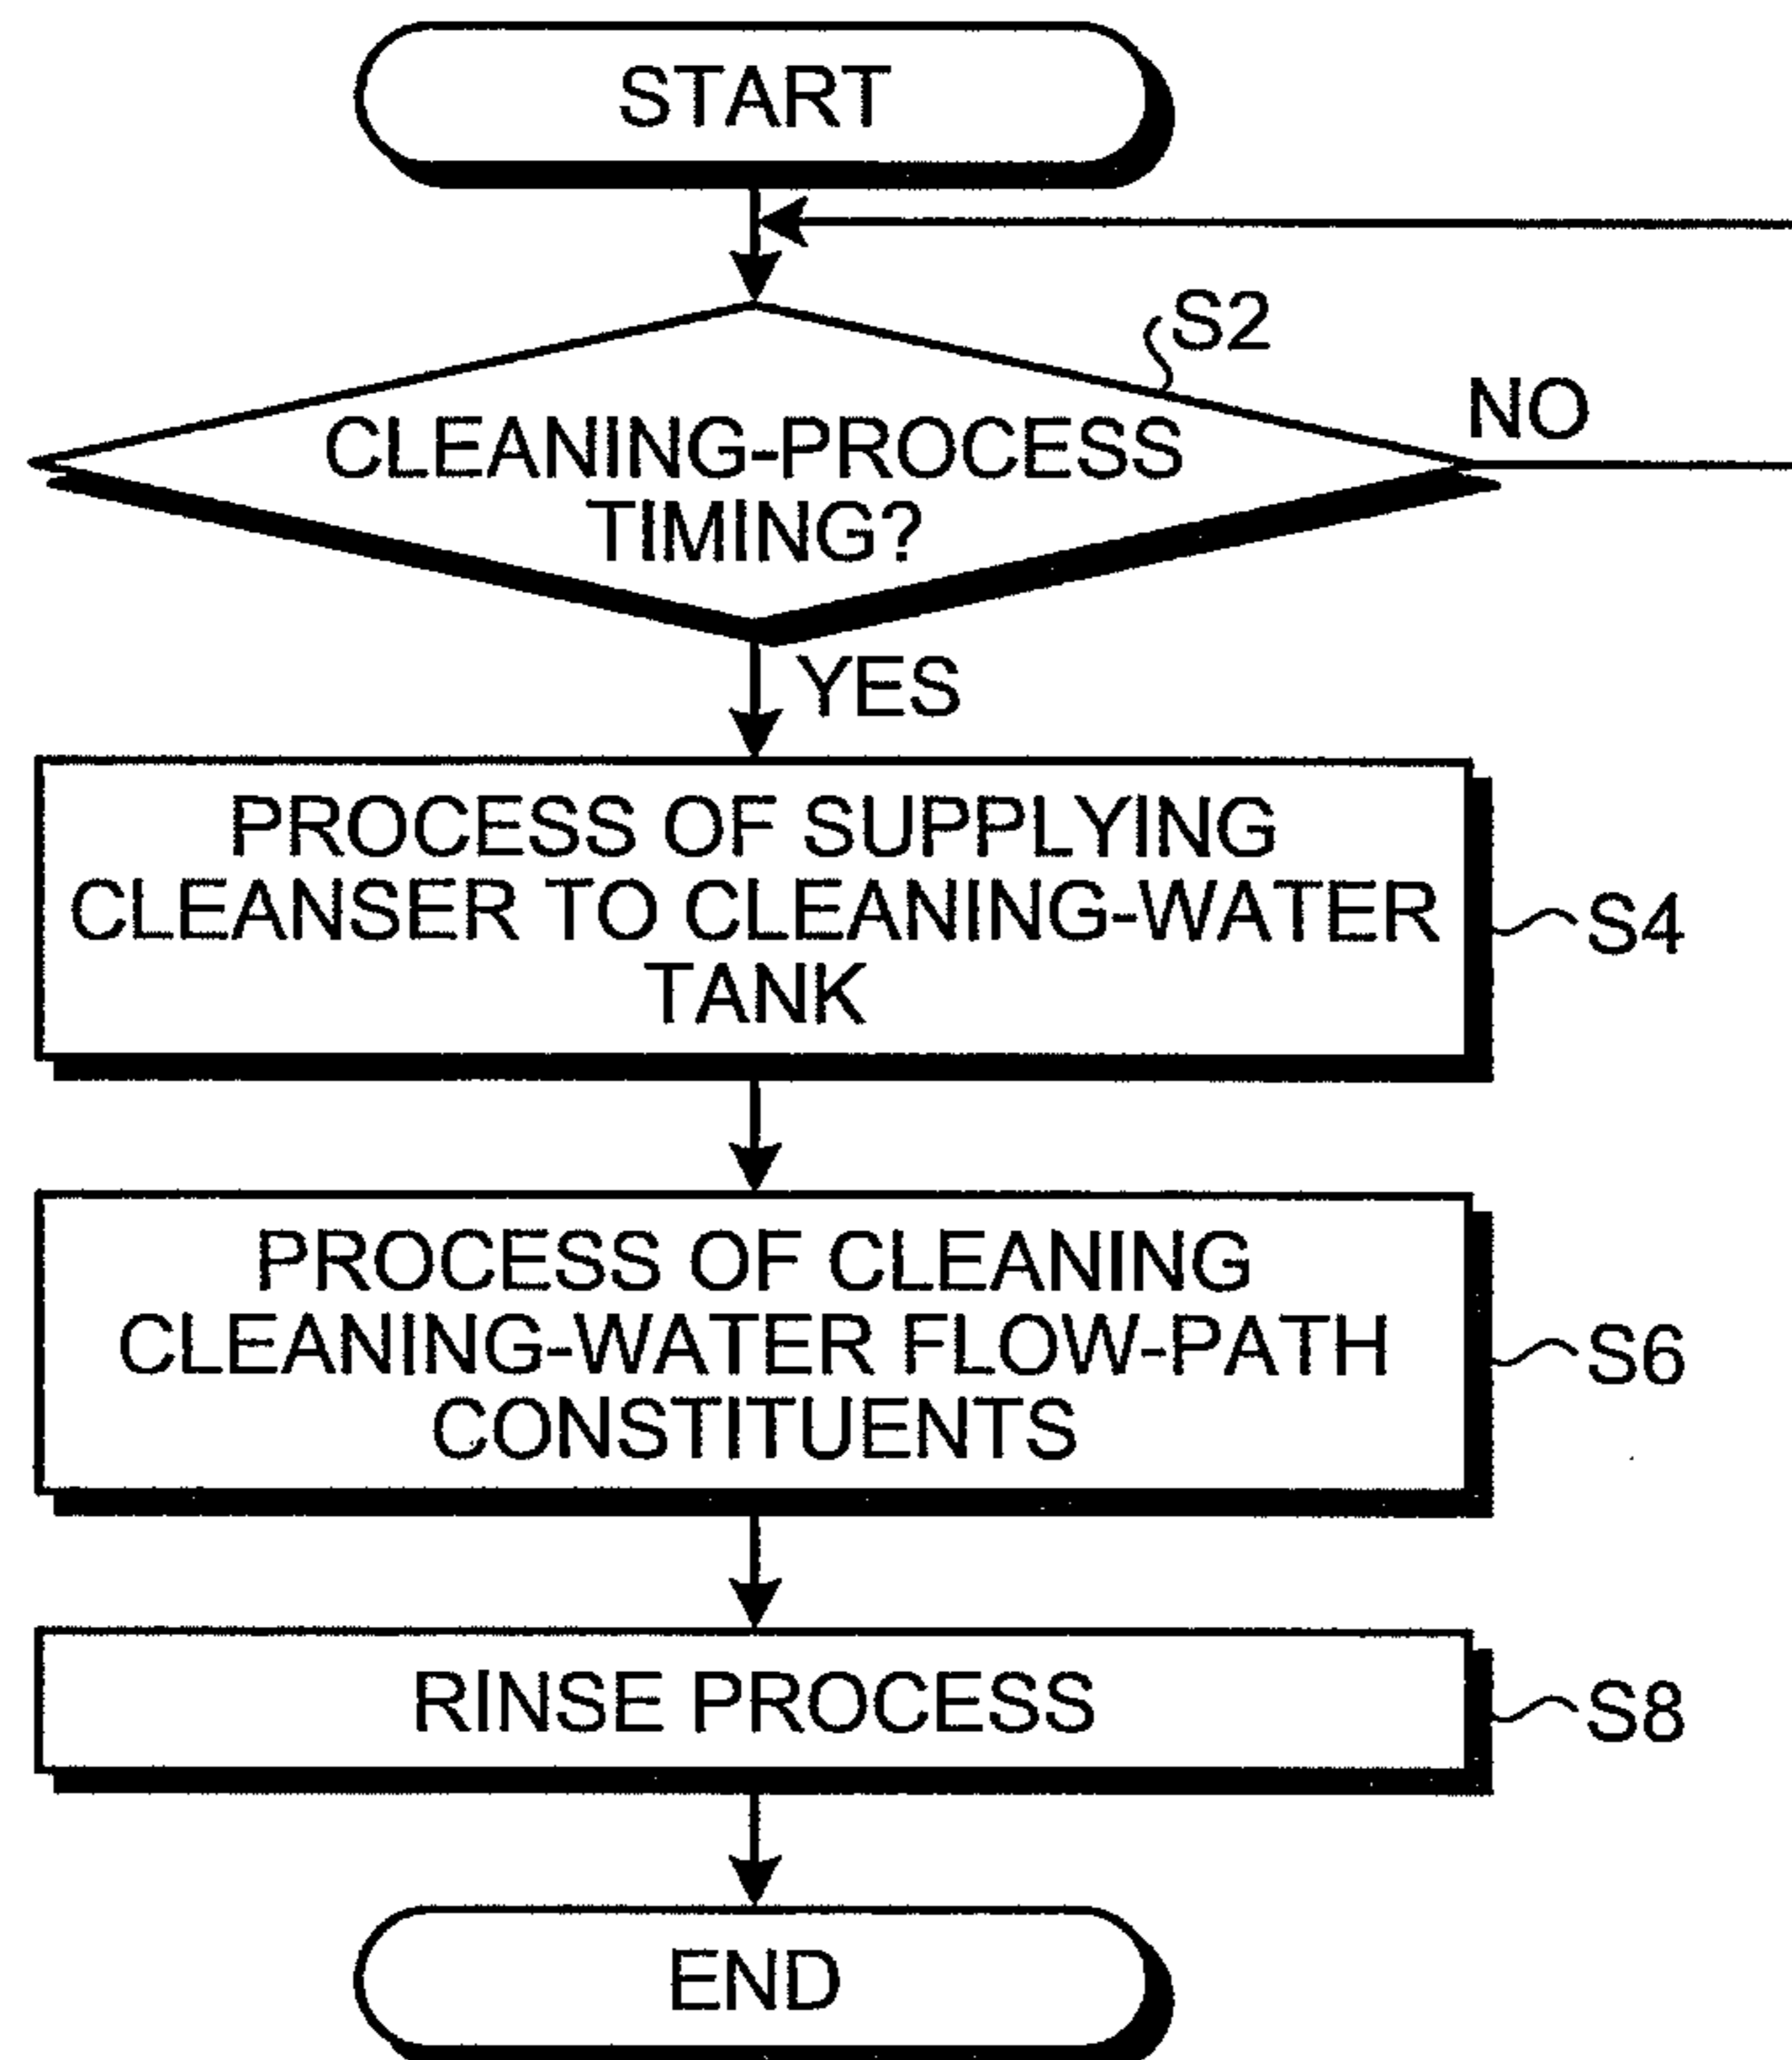 START
S2
NO
CLEANING-PROCESS
TIMING?
YES
PROCESS OF SUPPLYING
CLEANSER TO CLEANING-WATER
TANK
S4
PROCESS OF CLEANING
CLEANING-WATER FLOW-PATH
CONSTITUENTS
S6
RINSE PROCESS
S8
END